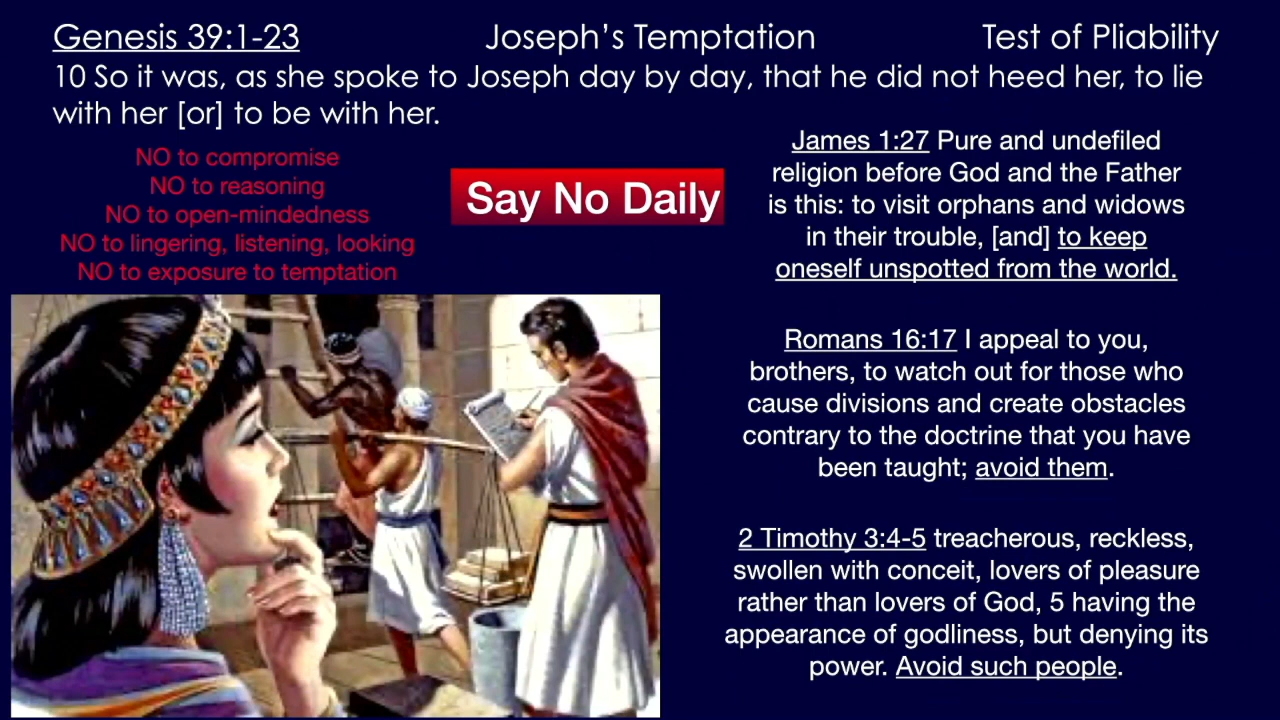 Genesis 39:1-23 Joseph’s Temptation Test of Pliability
10 So it was, as she spoke to Joseph day by day, that he did not heed her, to lie
with her [or] to be with her.
NO to compromise
NO to reasoning
NO to open-mindedness
NO to lingering, listening, looking
NO to exposure to temptation
Say No Daily
James 1:27 Pure and undefiled
religion before God and the Father
is this: to visit orphans and widows
in their trouble, [and] to keep
oneself unspotted from the world.
Romans 16:17 I appeal to you,
brothers, to watch out for those who
cause divisions and create obstacles
contrary to the doctrine that you have
been taught; avoid them.
2 Timothy 3:4-5 treacherous, reckless,
swollen with conceit, lovers of pleasure
rather than lovers of God, 5 having the
appearance of godliness, but denying its
power. Avoid such people.